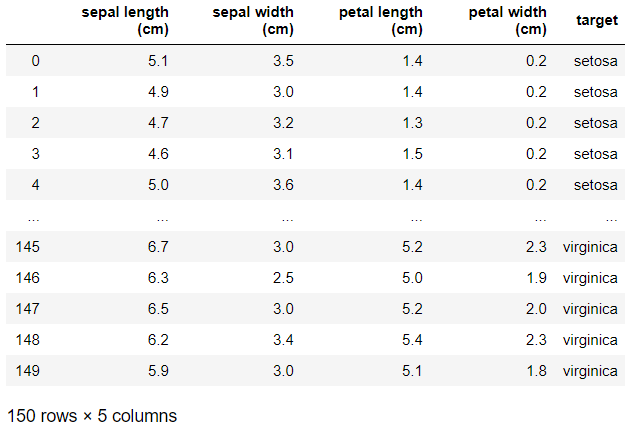 sepal length (cm) sepal width (cm) petal length (cm) petal width (cm) target
0 5.1 3.5 1.4 0.2 setosa
1 4.9 3.0 1.4 0.2 setosa
2 4.7 3.2 1.3 0.2 setosa
3 4.6 3.1 1.5 0.2 setosa
4 5.0 3.6 1.4 0.2 setosa
... ... ... ... ... ...
145 6.7 3.0 5.2 2.3 virginica
146 6.3 2.5 5.0 1.9 virginica
147 6.5 3.0 5.2 2.0 virginica
148 6.2 3.4 5.4 2.3 virginica
149 5.9 3.0 5.1 1.8 virginica
150 rows × 5 columns